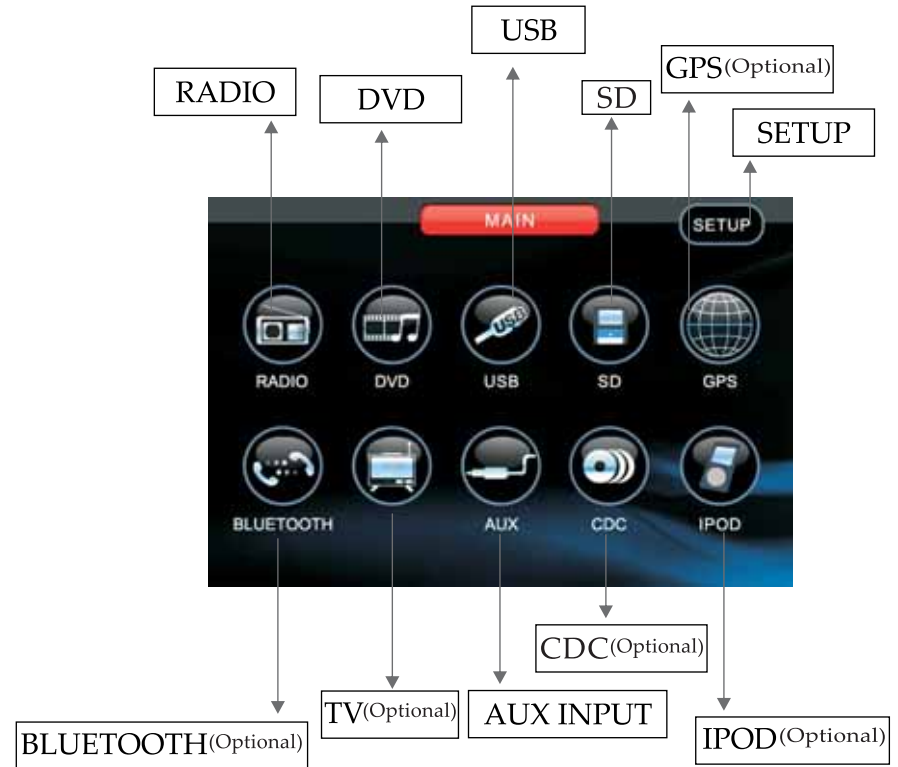 USB
GPS(Optional)
RADIO
DVD
SD
SETUP
MAIN
SETUP
USB
RADIO
DVD
USB
SD
GPS
BLUETOOTH
AUX
CDC
IPOD
CDC(Optional)
TV(Optional)
AUX INPUT
BLUETOOTH(Optional)
IPOD(Optional)